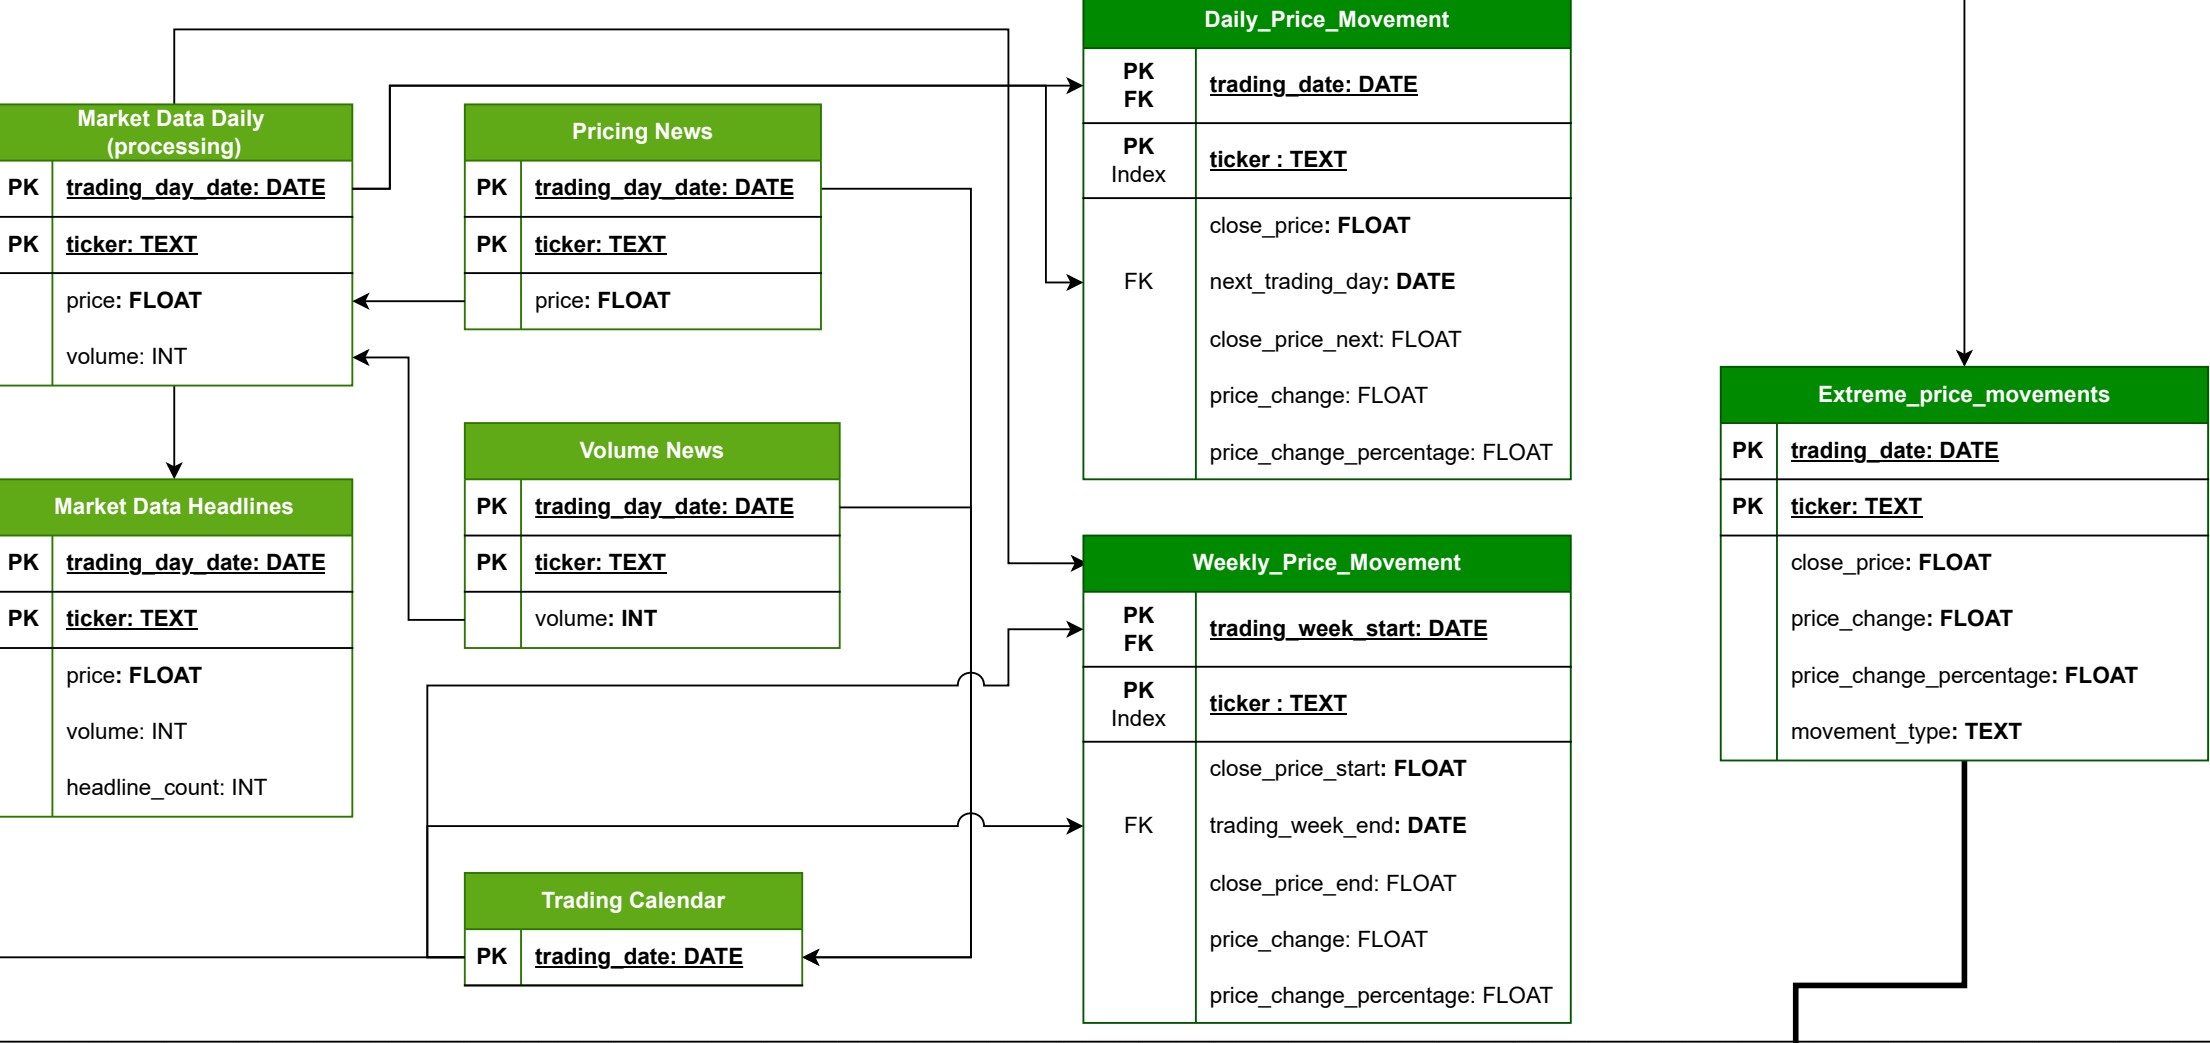 Market Data Daily
(processing)
PK trading_day_date: DATE
PK ticker: TEXT
price: FLOAT
volume: INT
Market Data Headlines
PK trading_day_date: DATE
PK ticker: TEXT
price: FLOAT
volume: INT
headline_count: INT
Pricing News
PK trading_day_date: DATE
PK ticker: TEXT
price: FLOAT
Volume News
PK trading_day_date: DATE
PK ticker: TEXT
volume: INT
Trading Calendar
PK trading_date: DATE
Daily_Price_Movement
PK
FK
trading_date: DATE
PK
Index
ticker : TEXT
close_price: FLOAT
FK next_trading_day: DATE
close_price_next: FLOAT
price_change: FLOAT
price_change_percentage: FLOAT
Weekly_Price_Movement
PK
FK
trading_week_start: DATE
PK
Index
ticker : TEXT
close_price_start: FLOAT
FK trading_week_end: DATE
close_price_end: FLOAT
price_change: FLOAT
price_change_percentage: FLOAT
Extreme_price_movements
PK trading_date: DATE
PK ticker: TEXT
close_price: FLOAT
price_change: FLOAT
price_change_percentage: FLOAT
movement_type: TEXT